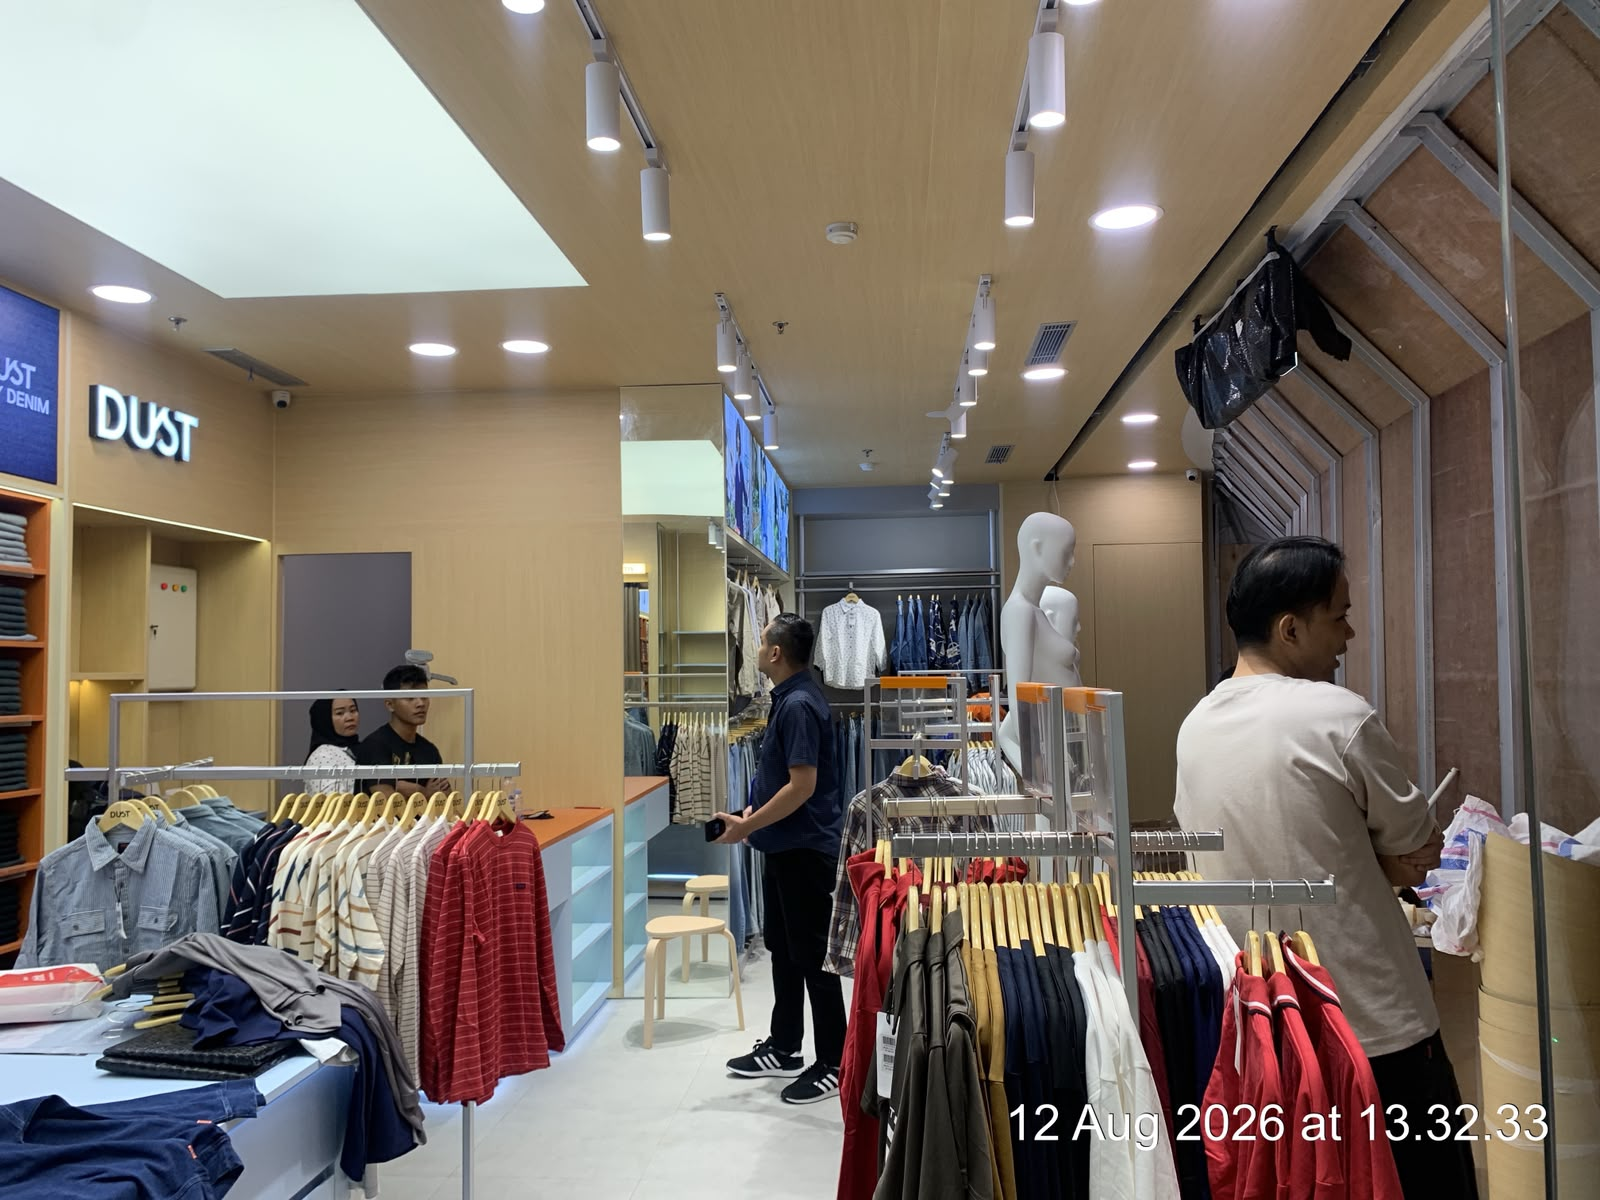 UST
Y DENIM
DUST
DUST
12 Aug 2026 at 13.32.33